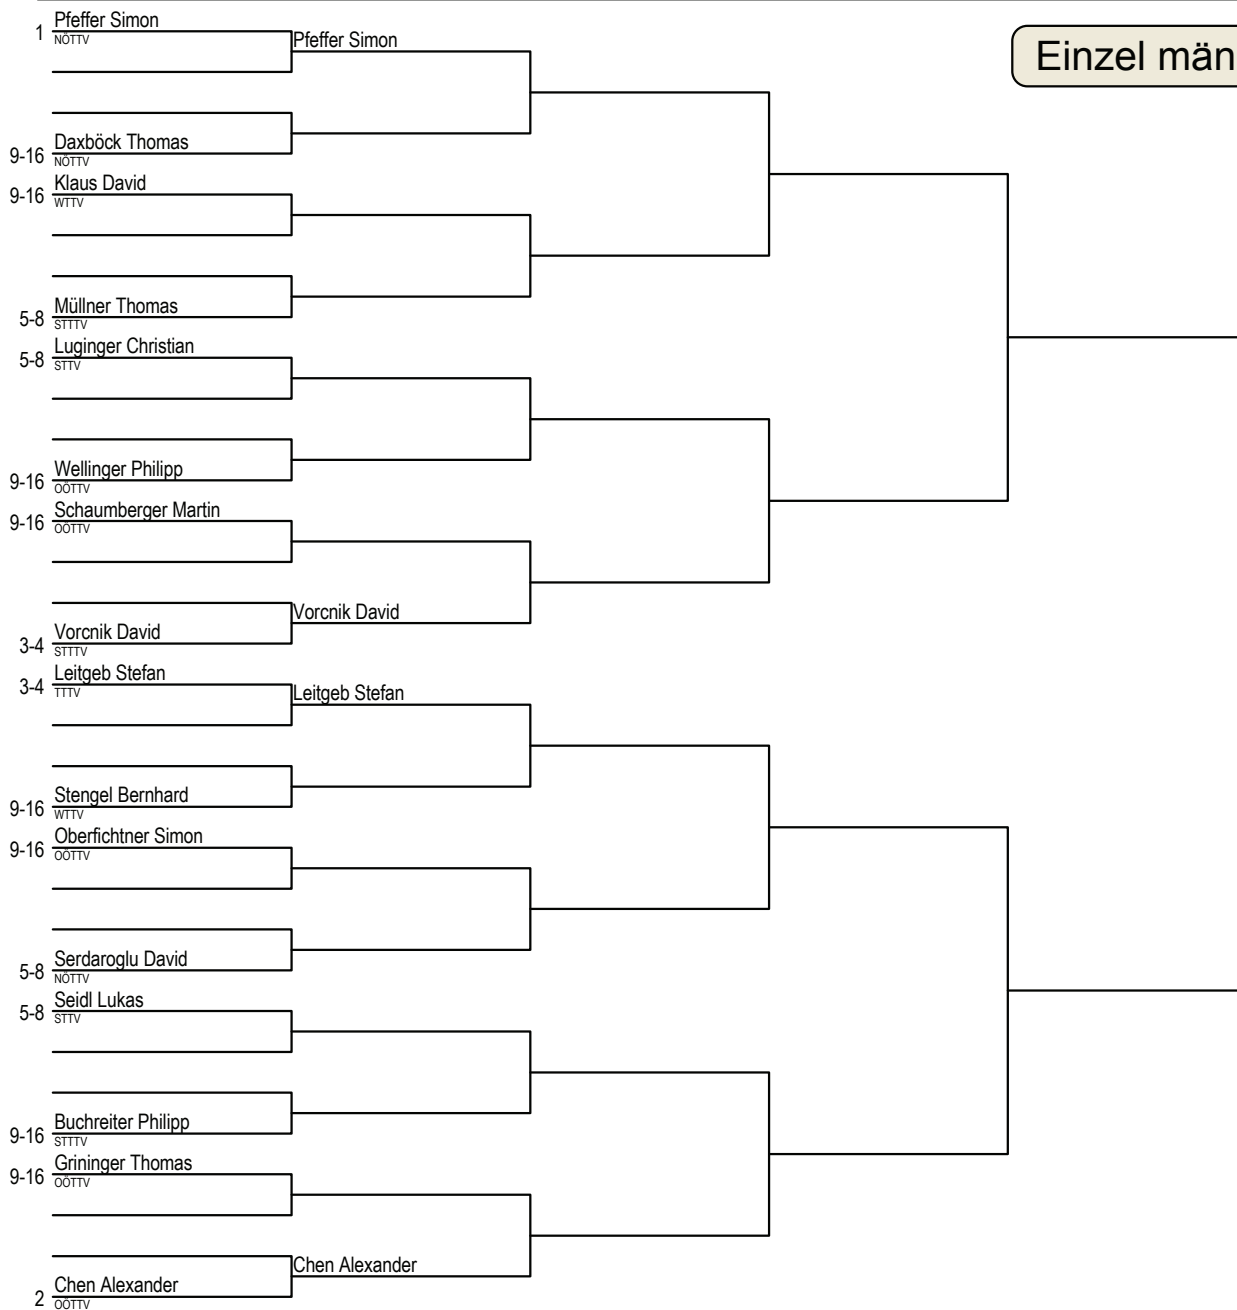 Pfeffer Simon
1
NÖTTV
Pfeffer Simon
Einzel män
Daxböck Thomas
9-16
NÖTTV
Klaus David
9-16
WTTV
Müllner Thomas
5-8
STTTV
Luginger Christian
5-8
STTV
Wellinger Philipp
9-16
OÖTTV
Schaumberger Martin
9-16
OÖTTV
Vorcnik David
Vorcnik David
3-4
STTTV
Leitgeb Stefan
3-4
TTTV
Leitgeb Stefan
Stengel Bernhard
9-16
WTTV
Oberfichtner Simon
9-16
OÖTTV
Serdaroglu David
5-8
NÖTTV
Seidl Lukas
5-8
STTV
Buchreiter Philipp
9-16
STTTV
Grininger Thomas
9-16
OÖTTV
Chen Alexander
Chen Alexander
2
OÖTTV